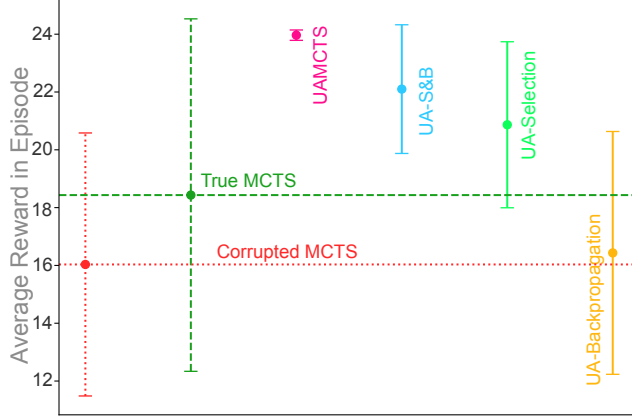 Average Reward in Episode
24
22
20
18
16
14
12
True MCTS
Corrupted MCTS
UAMCTS
UA-S&B
UA-Selection
UA-Backpropagation